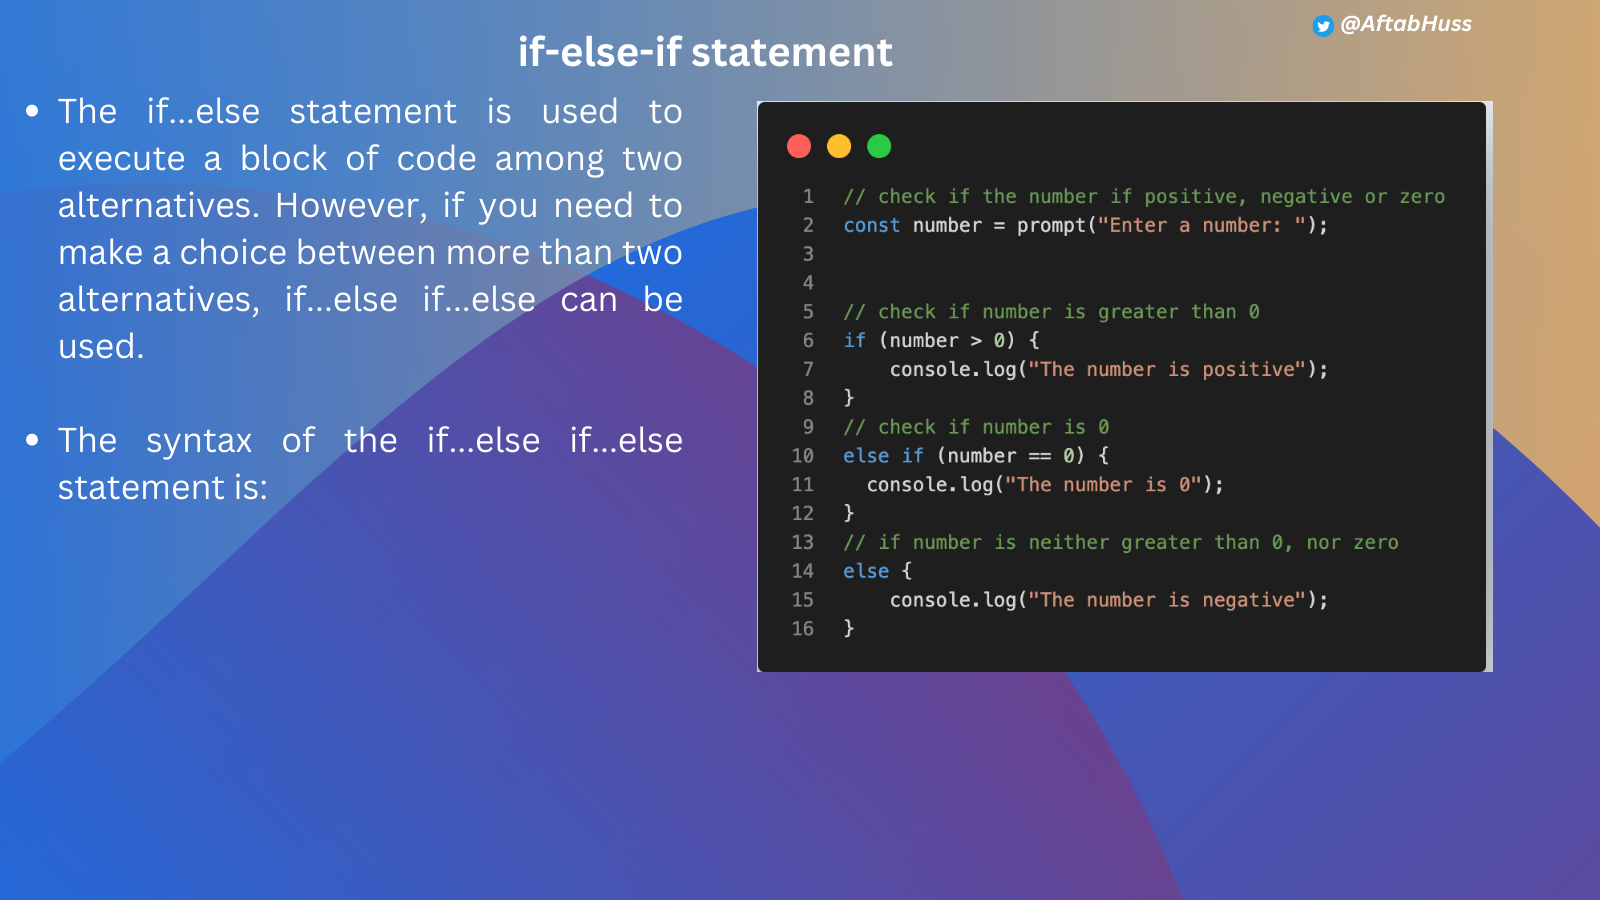 @AftabHuss
if-else-if statement
• The if...else statement is used to
execute a block of code among two
alternatives. However, if you need to
make a choice between more than two
alternatives, if...else if...else can be
used.
• The syntax of the if...else if...else
statement is:
1 // check if the number if positive, negative or zero
2 const number = prompt("Enter a number: ");
3
4
5 // check if number is greater than 0
6 if (number > 0) {
7     console.log("The number is positive");
8 }
9 // check if number is 0
10 else if (number == 0) {
11   console.log("The number is 0");
12 }
13 // if number is neither greater than 0, nor zero
14 else {
15     console.log("The number is negative");
16 }